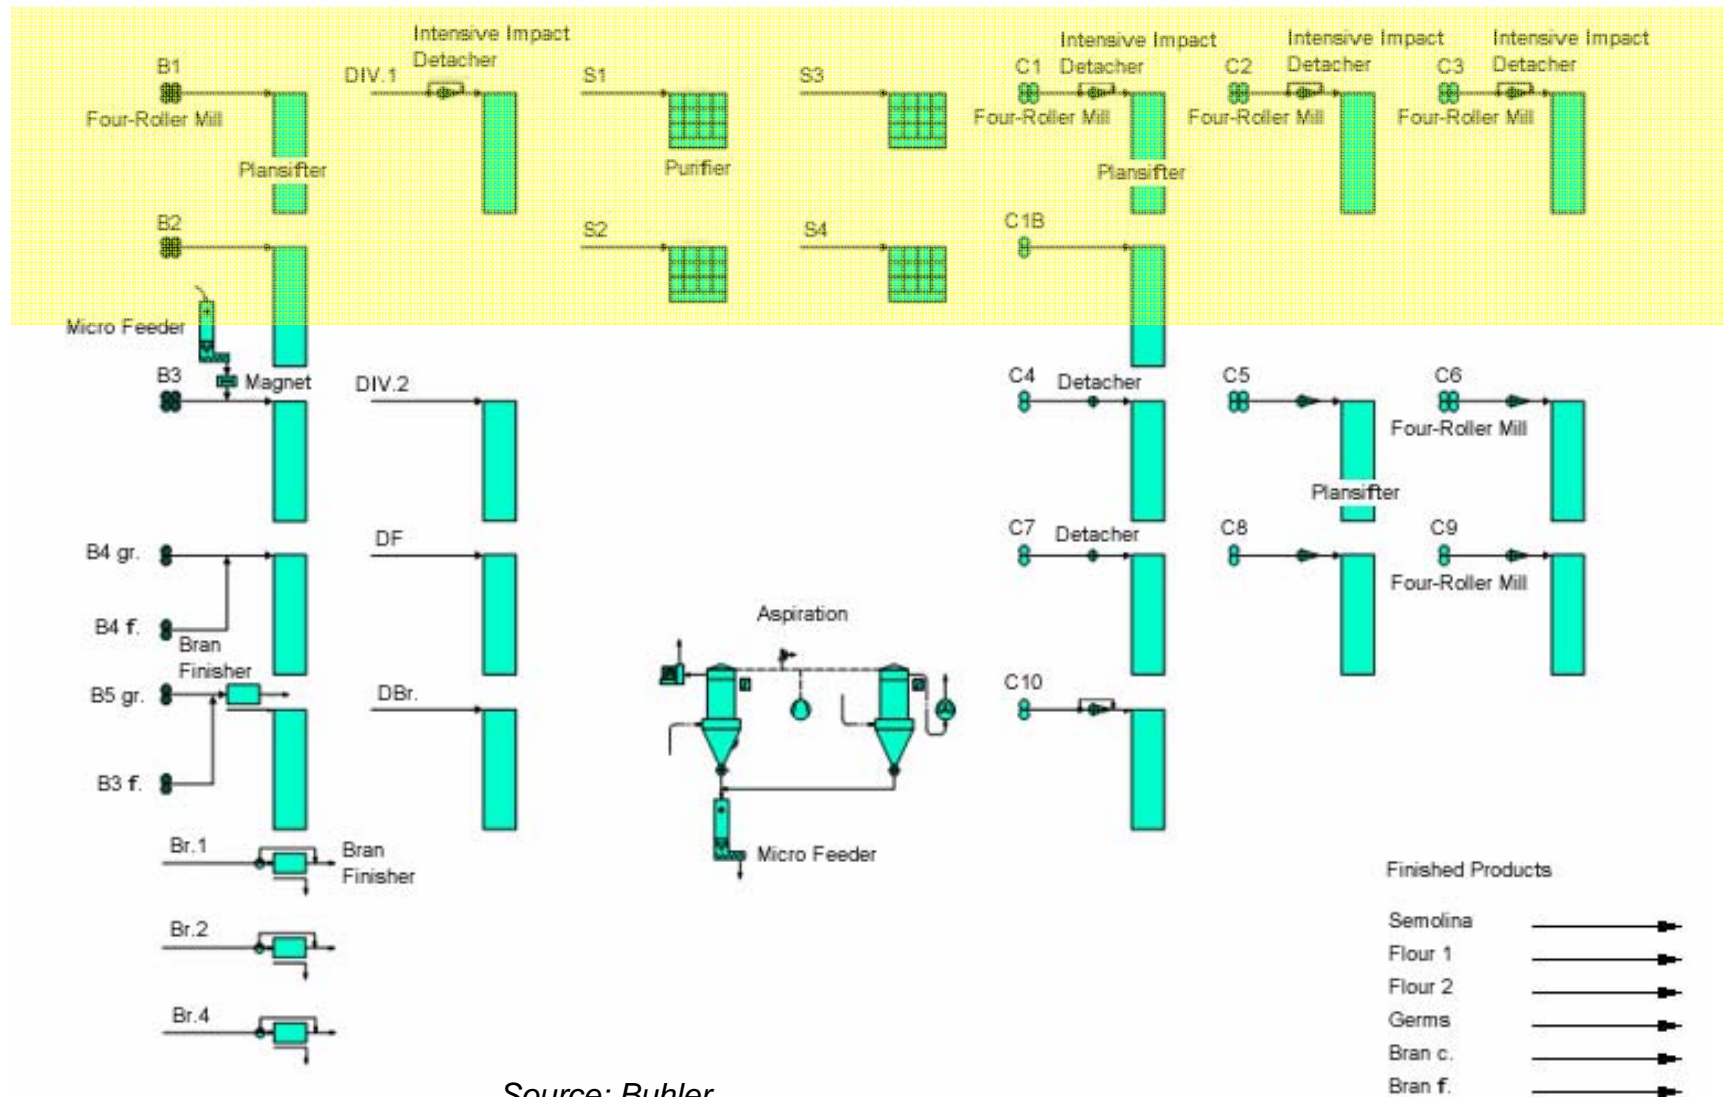 Intensive Impact
Detacher
B1
DIV.1
S1
S3
C1
Intensive Impact
Detacher
C2
Intensive Impact
Detacher
C3
Intensive Impact
Detacher
Four-Roller Mill
Four-Roller Mill
Four-Roller Mill
Four-Roller Mill
Plansifter
Purifier
Plansifter
B2
S2
S4
C1B
Micro Feeder
B3
Magnet
DIV.2
C4
Detacher
C5
C6
Four-Roller Mill
Plansifter
B4 gr.
DF
C7
Detacher
C8
C9
Four-Roller Mill
B4 f.
Bran
Finisher
Aspiration
B5 gr.
DBr.
C10
B3 f.
Br.1
Bran
Finisher
Micro Feeder
Br.2
Br.4
Finished Products
Semolina
Flour 1
Flour 2
Germs
Bran c.
Bran f.
Source: Buhler